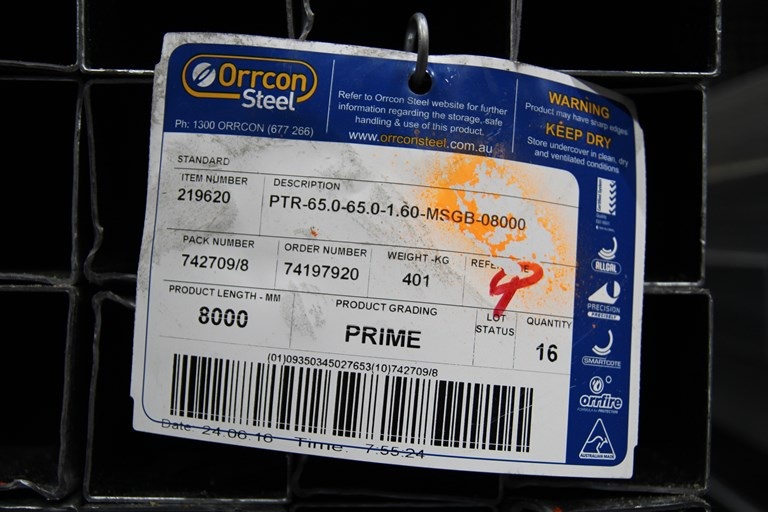 Orrcon
Steel
Ph: 1300 ORRCON (677 266)
Refer to Orrcon Steel website for further
information regarding the storage, safe
handling & use of this product.
www.orrconsteel.com.au
WARNING
Product may have sharp edges
KEEP DRY
Store undercover in clean, dry
and ventilated conditions
STANDARD
ITEM NUMBER
219620
DESCRIPTION
PTR-65.0-65.0-1.60-MSGB-08000
PACK NUMBER
742709/8
ORDER NUMBER
74197920
WEIGHT -KG
401
4
PRODUCT LENGTH - MM
8000
PRODUCT GRADING
PRIME
LOT
STATUS
QUANTITY
16
(01)09350345027653(10)742709/8
Date: 24.06.16 Time: 7:55:24
ALLGAL
PRECISION
SMARTCOTE
orrfire
AUSTRALIAN MADE